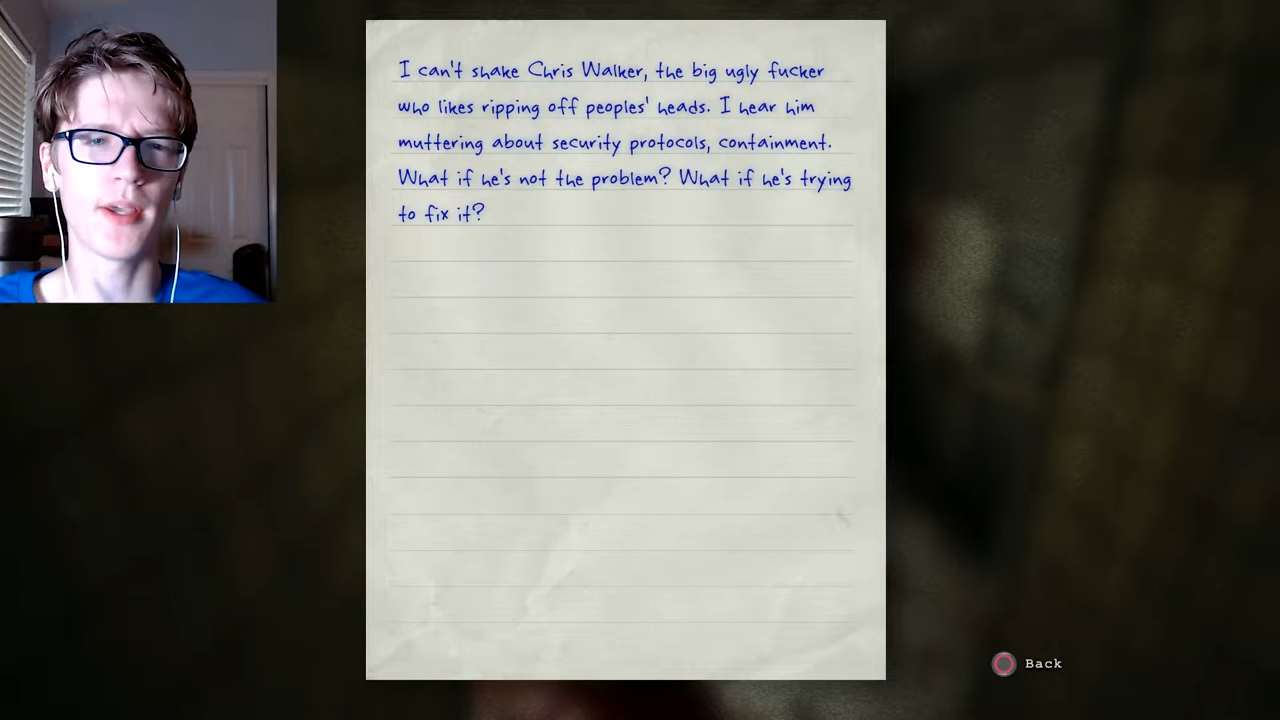 I can't shake Chris Walker, the big ugly fucker
who likes ripping off peoples' heads. I hear him
muttering about security protocols, containment.
What if he's not the problem? What if he's trying
to fix it?
Back